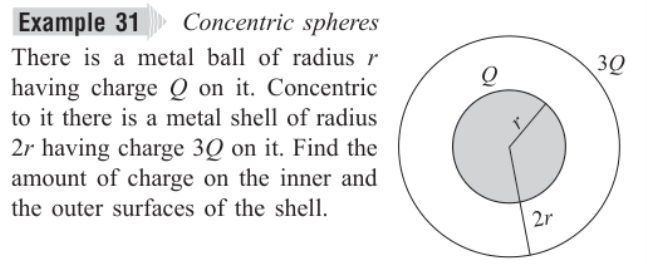 Example 31 Concentric spheres
There is a metal ball of radius r
having charge Q on it. Concentric
to it there is a metal shell of radius
2r having charge 3Q on it. Find the
amount of charge on the inner and
the outer surfaces of the shell.
Q
3Q
r
2r